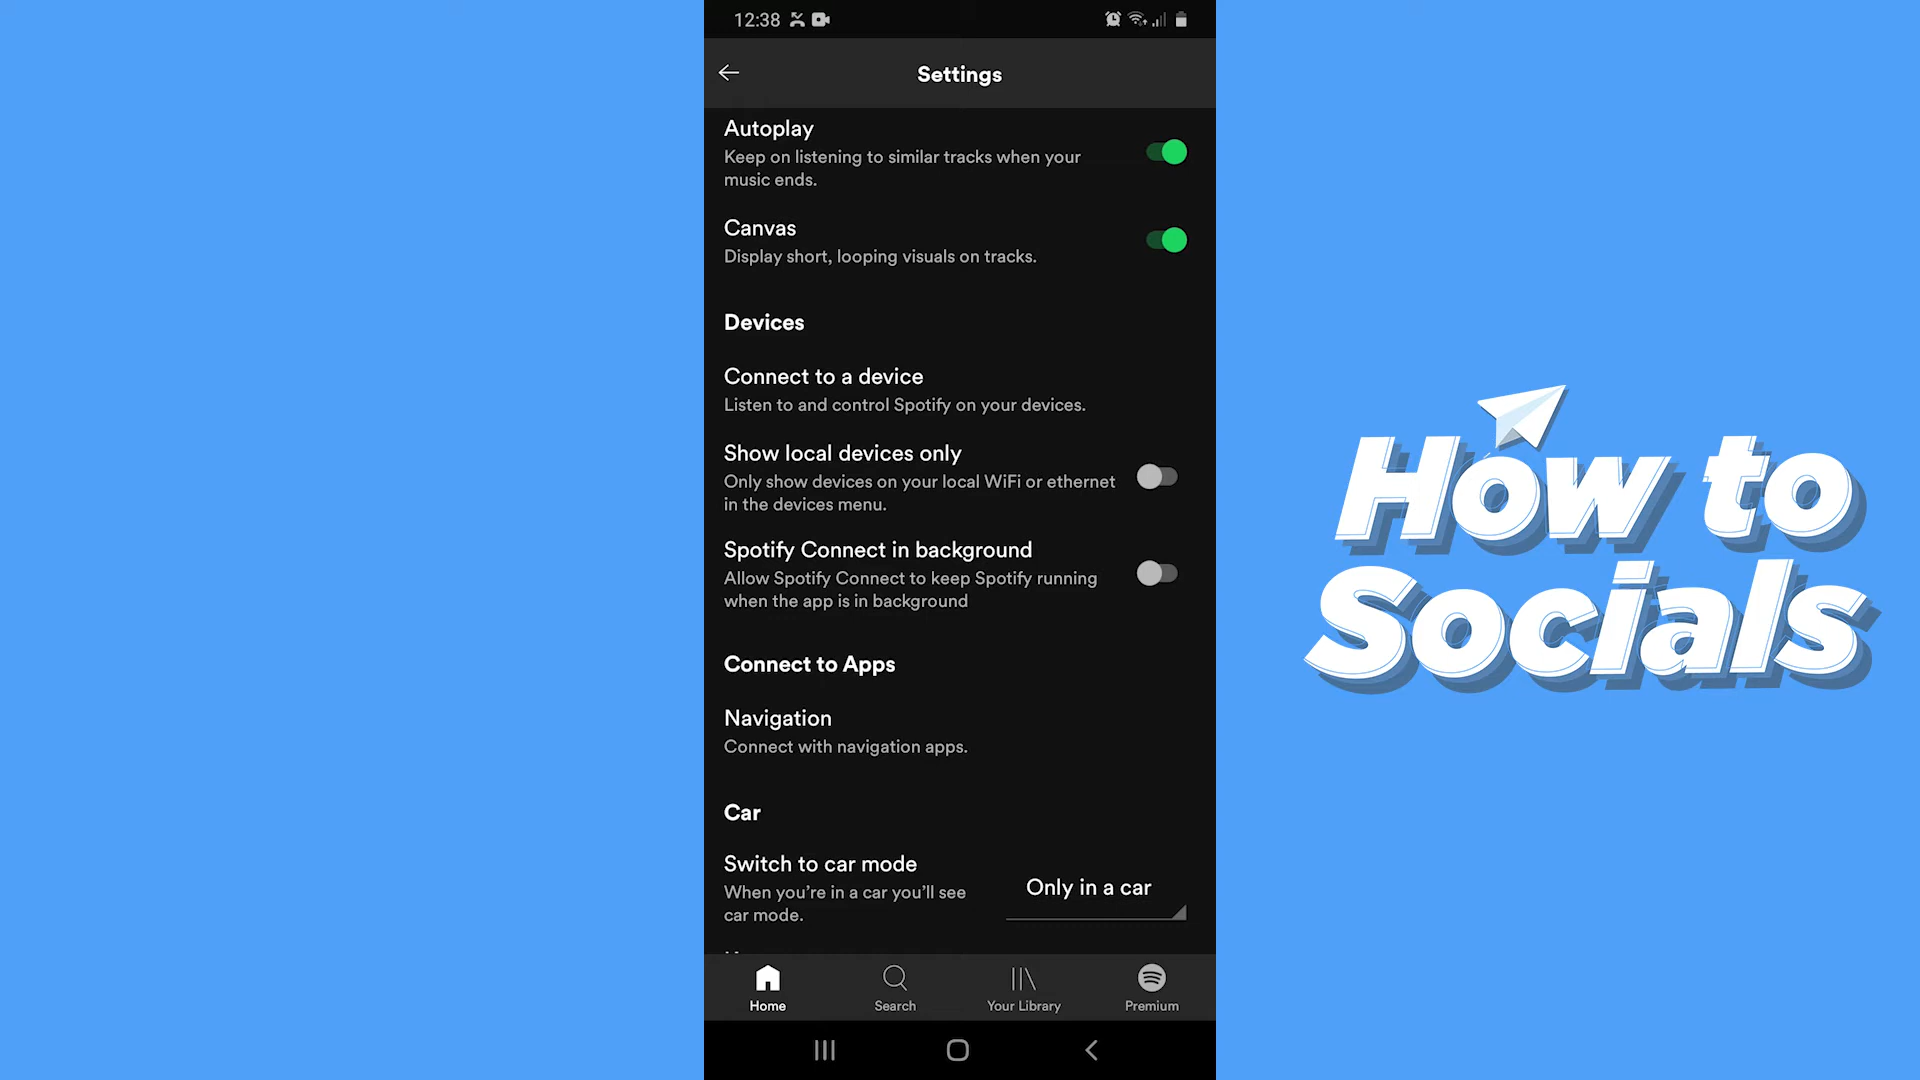 12:38
Settings
Autoplay
Keep on listening to similar tracks when your
music ends.
Canvas
Display short, looping visuals on tracks.
Devices
Connect to a device
Listen to and control Spotify on your devices.
Show local devices only
Only show devices on your local WiFi or ethernet
in the devices menu.
Spotify Connect in background
Allow Spotify Connect to keep Spotify running
when the app is in background
Connect to Apps
Navigation
Connect with navigation apps.
Car
Switch to car mode
When you're in a car you'll see
car mode.
Only in a car
Home
Search
Your Library
Premium
How to
Socials